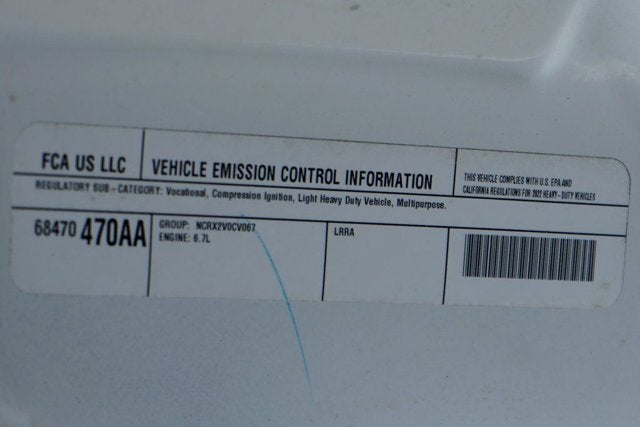 FCA US LLC
VEHICLE EMISSION CONTROL INFORMATION
THIS VEHICLE COMPLIES WITH U.S. EPA AND
CALIFORNIA REGULATIONS FOR 2022 HEAVY-DUTY VEHICLES
REGULATORY SUB-CATEGORY: Vocational, Compression Ignition, Light Heavy Duty Vehicle, Multipurpose.
68470 470AA
GROUP: NCRX2VOCV067
ENGINE: 6.7L
LRRA